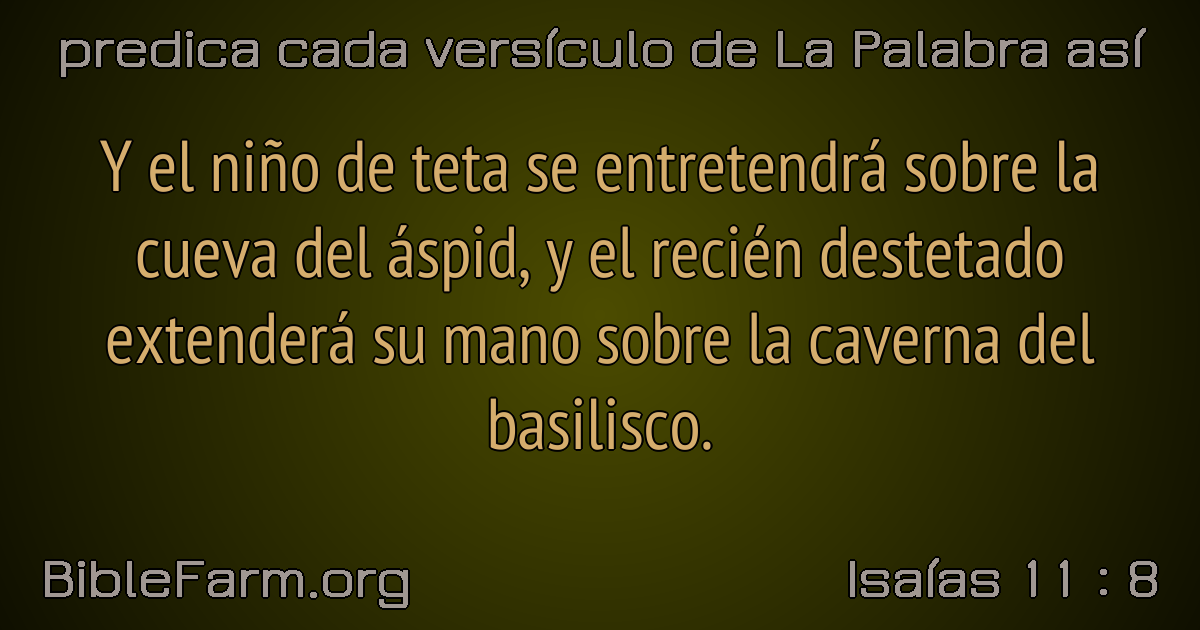 predica cada versículo de La Palabra así
Y el niño de teta se entretendrá sobre la
cueva del áspid, y el recién destetado
extenderá su mano sobre la caverna del
basilisco.
BibleFarm.org
Isaías 11 : 8